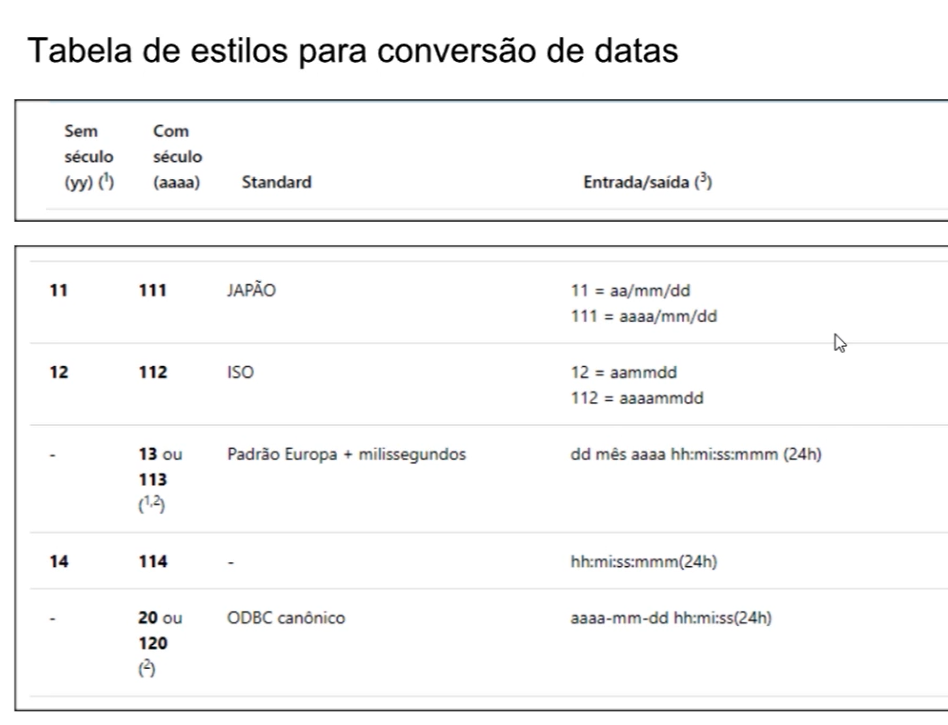 Tabela de estilos para conversão de datas
Sem século (yy) (¹) Com século (aaaa) Standard Entrada/saída (³)
11 111 JAPÃO 11 = aa/mm/dd
111 = aaaa/mm/dd
12 112 ISO 12 = aammdd
112 = aaaammdd
- 13 ou Padrão Europa + milissegundos dd mês aaaa hh:mi:ss:mmm (24h)
113
(¹,²)
14 114 - hh:mi:ss:mmm(24h)
- 20 ou ODBC canônico aaaa-mm-dd hh:mi:ss(24h)
120
(²)